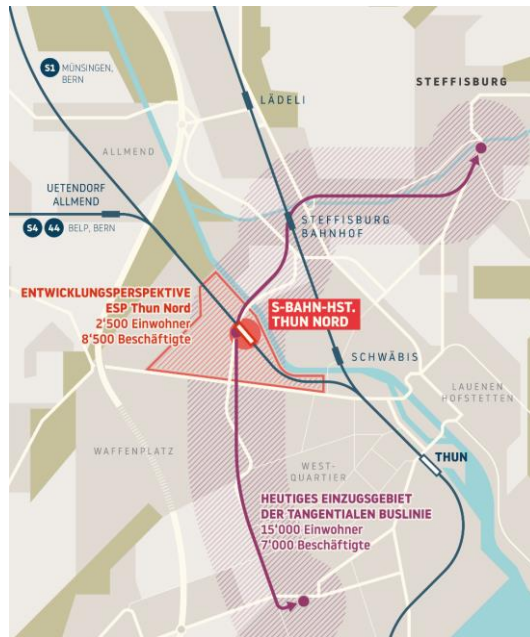 S1 MÜNSINGEN,
BERN
STEFFISBURG
LÄDELI
ALLMEND
UETENDORF
ALLMEND
S4 44 BELP, BERN
STEFFISBURG
BAHNHOF
ENTWICKLUNGSPERSPEKTIVE
ESP Thun Nord
2'500 Einwohner
8'500 Beschäftigte
S-BAHN-HST.
THUN NORD
SCHWÄBIS
LAUENEN
HOFSTETTEN
WAFFENPLATZ
THUN
WEST-
QUARTIER
HEUTIGES EINZUGSGEBIET
DER TANGENTIALEN BUSLINIE
15'000 Einwohner
7'000 Beschäftigte